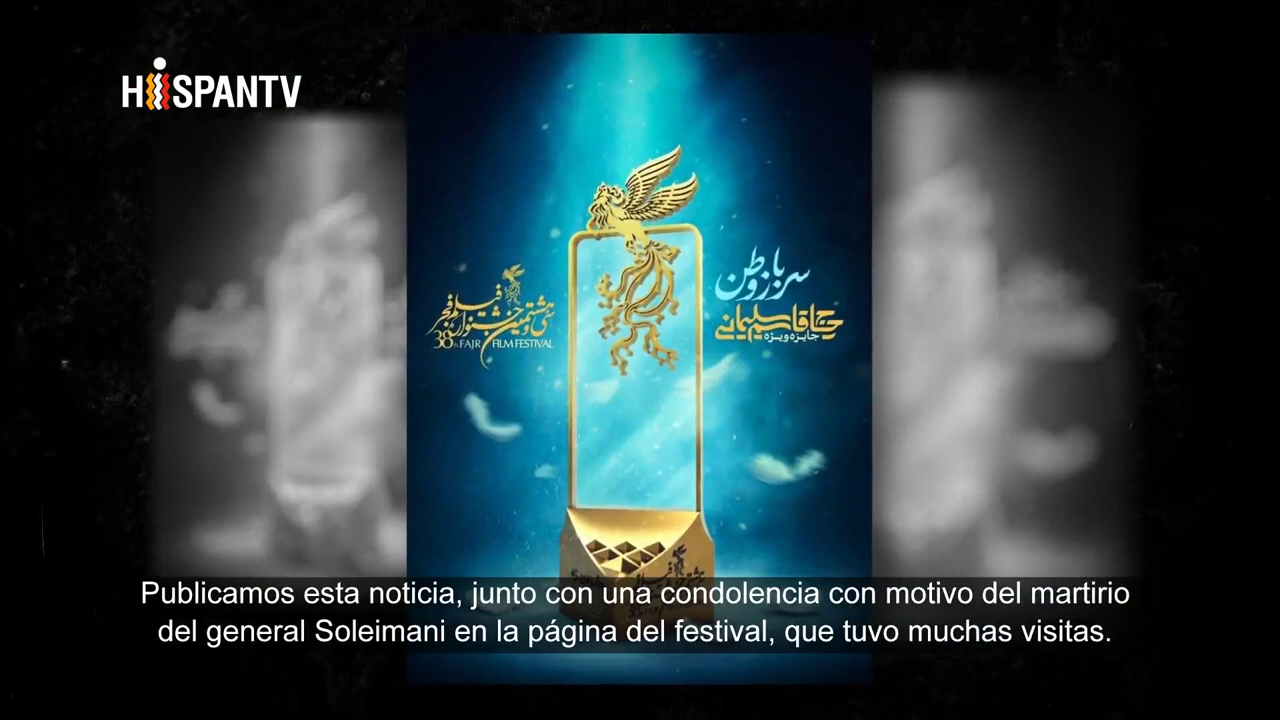 HISPANTV
سی و هشتمین
جشنواره فیلم فجر
38th FAJR FILM FESTIVAL
سرباز وطن
حاج قاسم سلیمانی
جایزه ویژه
Publicamos esta noticia, junto con una condolencia con motivo del martirio
del general Soleimani en la página del festival, que tuvo muchas visitas.